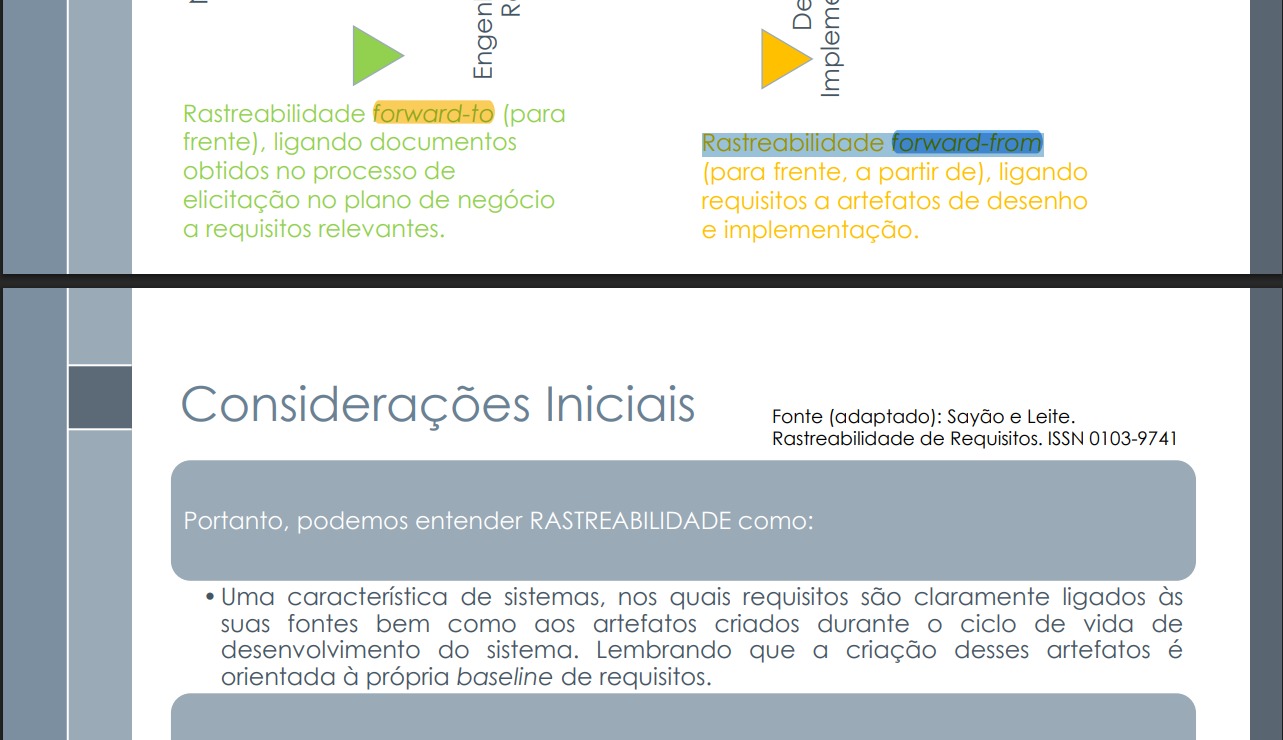 Engen
De
Impleme
Rastreabilidade forward-to (para
frente), ligando documentos
obtidos no processo de
elicitação no plano de negócio
a requisitos relevantes.
Rastreabilidade forward-from
(para frente, a partir de), ligando
requisitos a artefatos de desenho
e implementação.
Considerações Iniciais
Fonte (adaptado): Sayão e Leite.
Rastreabilidade de Requisitos. ISSN 0103-9741
Portanto, podemos entender RASTREABILIDADE como:
•Uma característica de sistemas, nos quais requisitos são claramente ligados às
suas fontes bem como aos artefatos criados durante o ciclo de vida de
desenvolvimento do sistema. Lembrando que a criação desses artefatos é
orientada à própria baseline de requisitos.